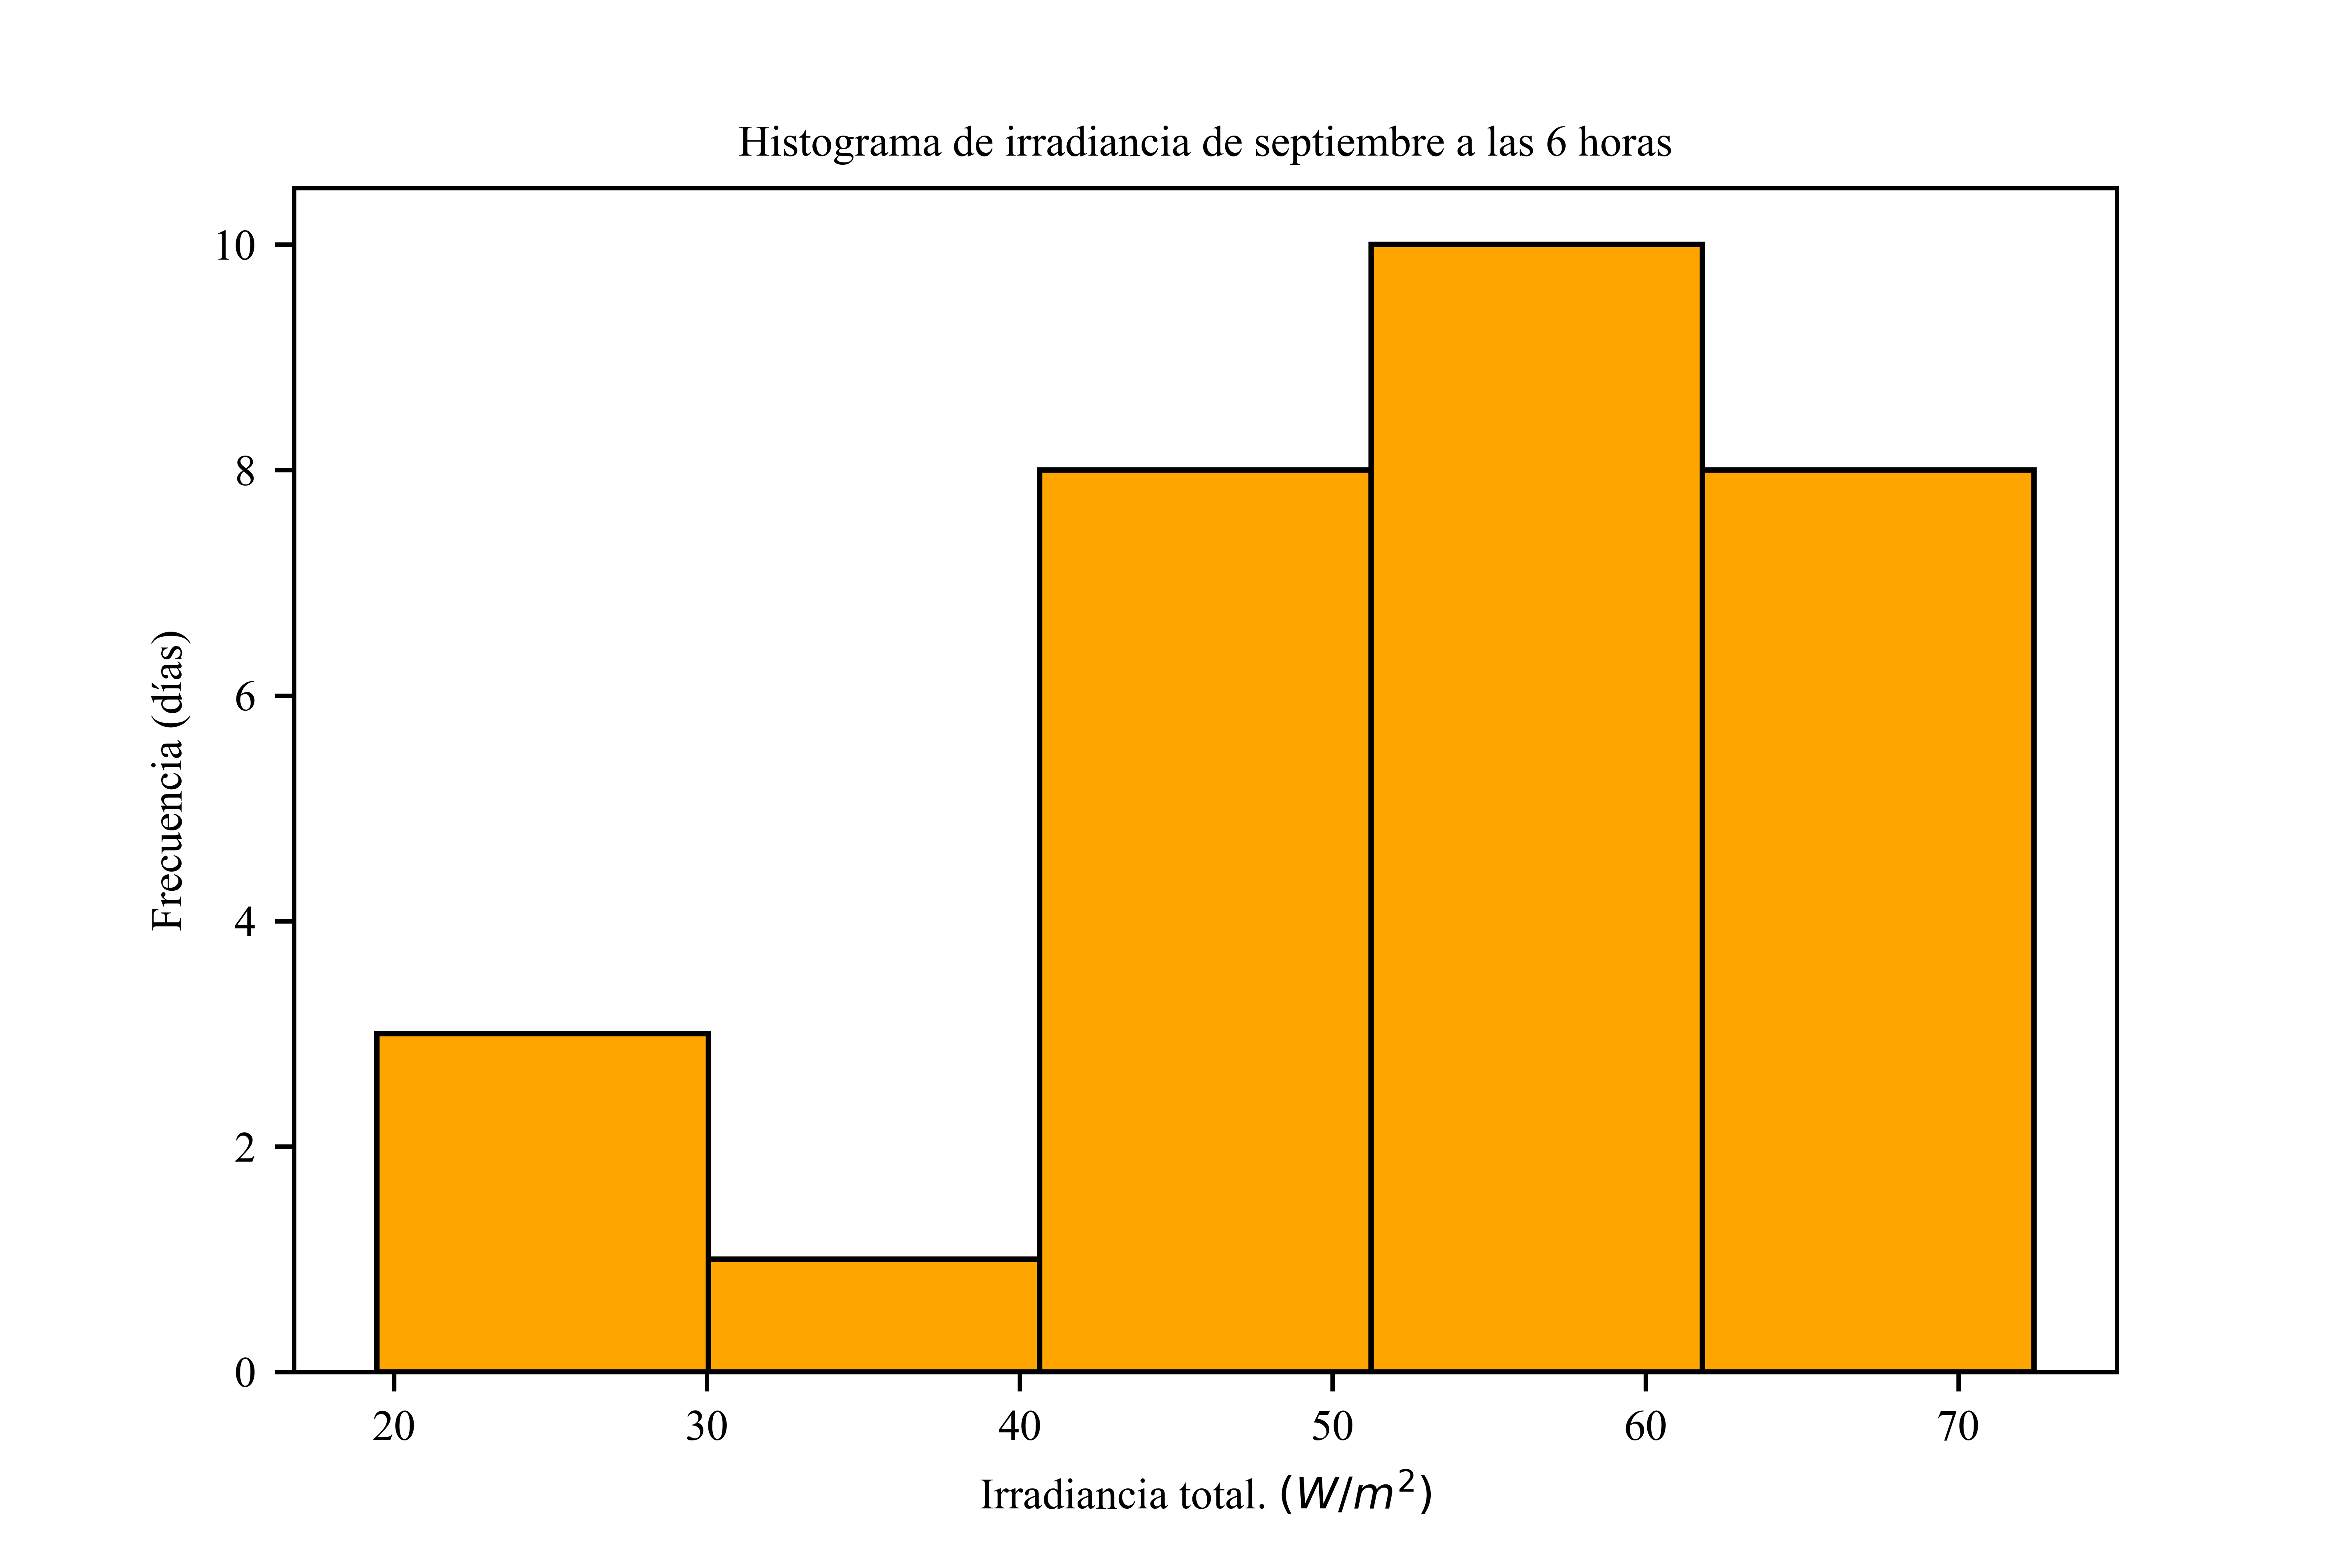 Histograma de irradiancia de septiembre a las 6 horas
10
8
6
4
2
0
Frecuencia (días)
20 30 40 50 60 70
Irradiancia total. (W/m²)